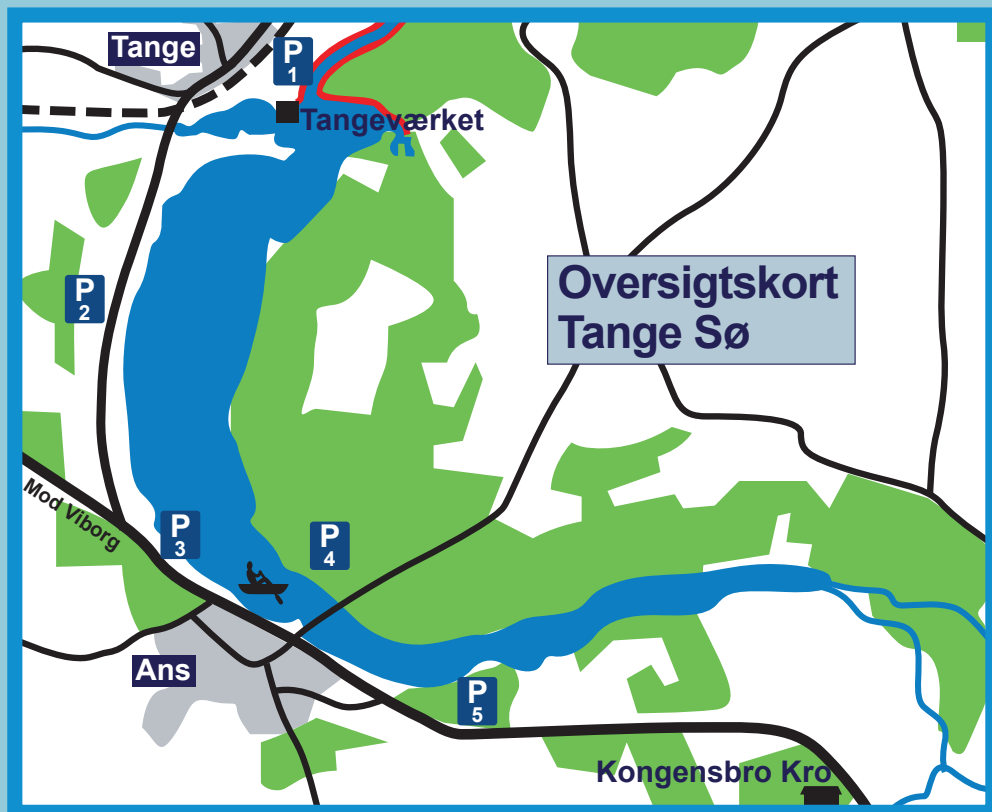 Tange
P
1
Tangeværket
P
2
Oversigtskort
Tange Sø
Mod Viborg
P
3
P
4
Ans
P
5
Kongensbro Kro